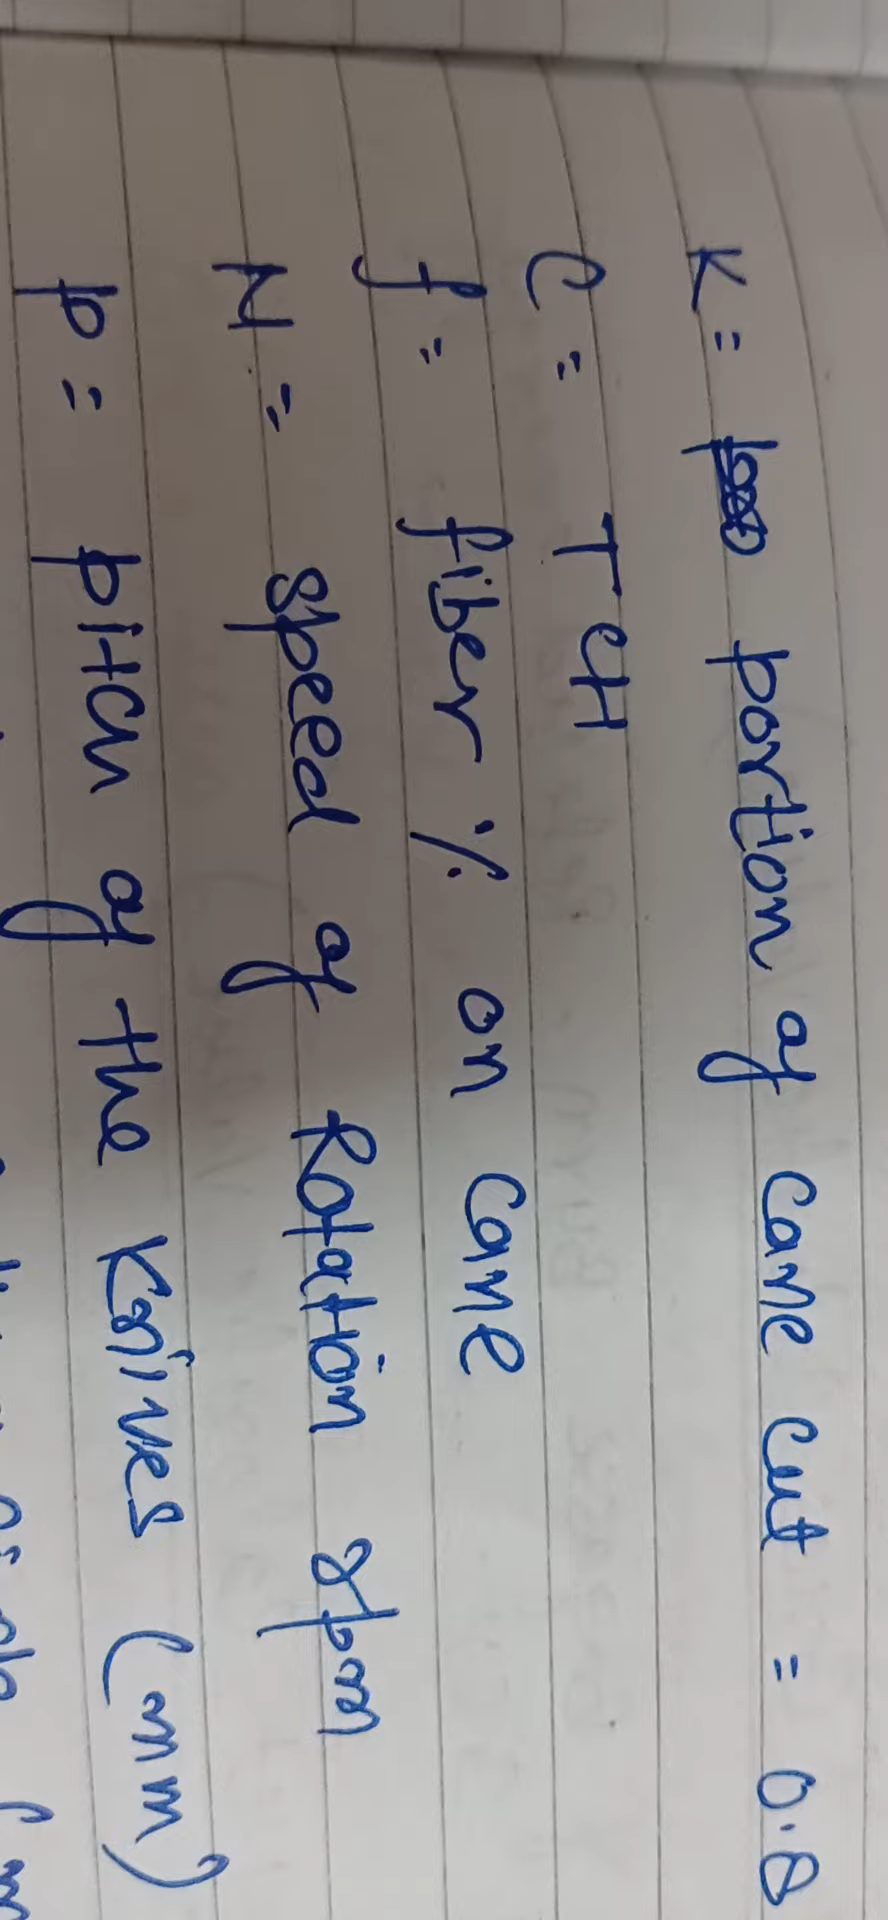 K = portion of cane cut = 0.8
C = TCH
f = fiber % on cane
N = speed of Rotation rpm
p = pitch of the Knives (mm)